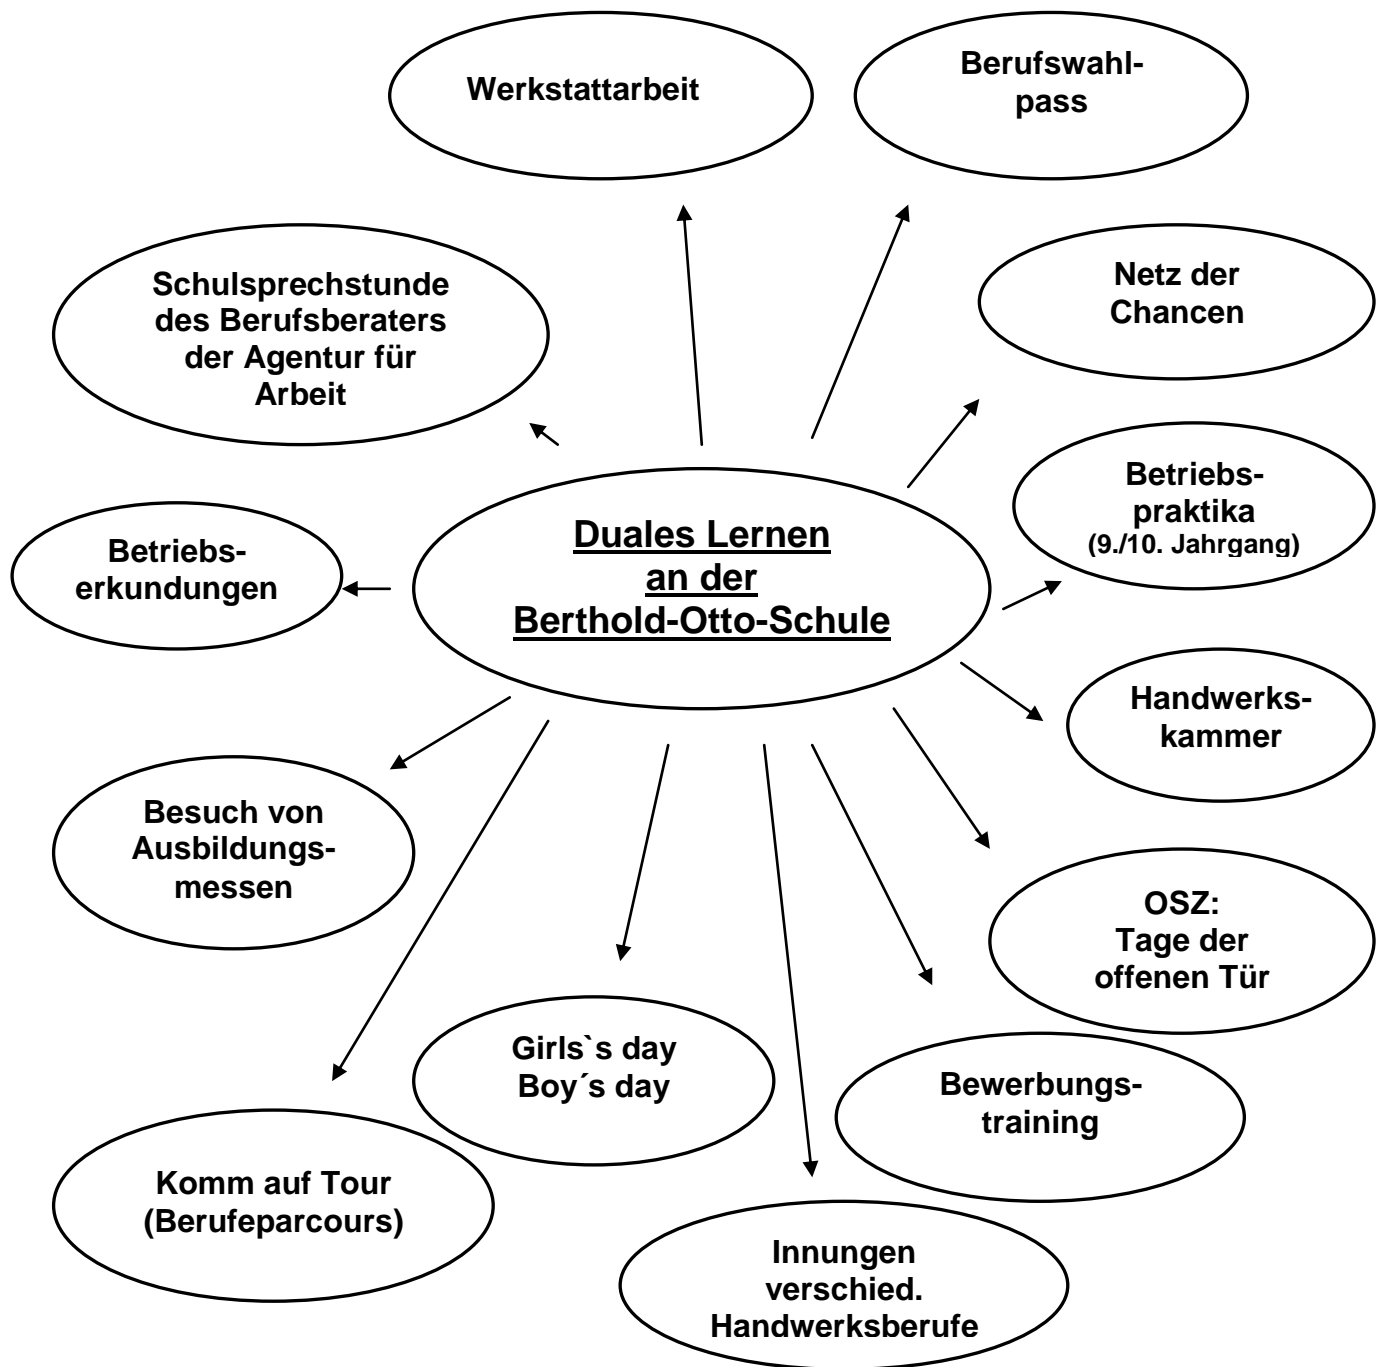 Werkstattarbeit
Berufswahl-
pass
Schulsprechstunde
des Berufsberaters
der Agentur für
Arbeit
Netz der
Chancen
Betriebs-
praktika
(9./10. Jahrgang)
Duales Lernen
an der
Berthold-Otto-Schule
Betriebs-
erkundungen
Handwerks-
kammer
Besuch von
Ausbildungs-
messen
OSZ:
Tage der
offenen Tür
Girls`s day
Boy´s day
Bewerbungs-
training
Komm auf Tour
(Berufeparcours)
Innungen
verschied.
Handwerksberufe